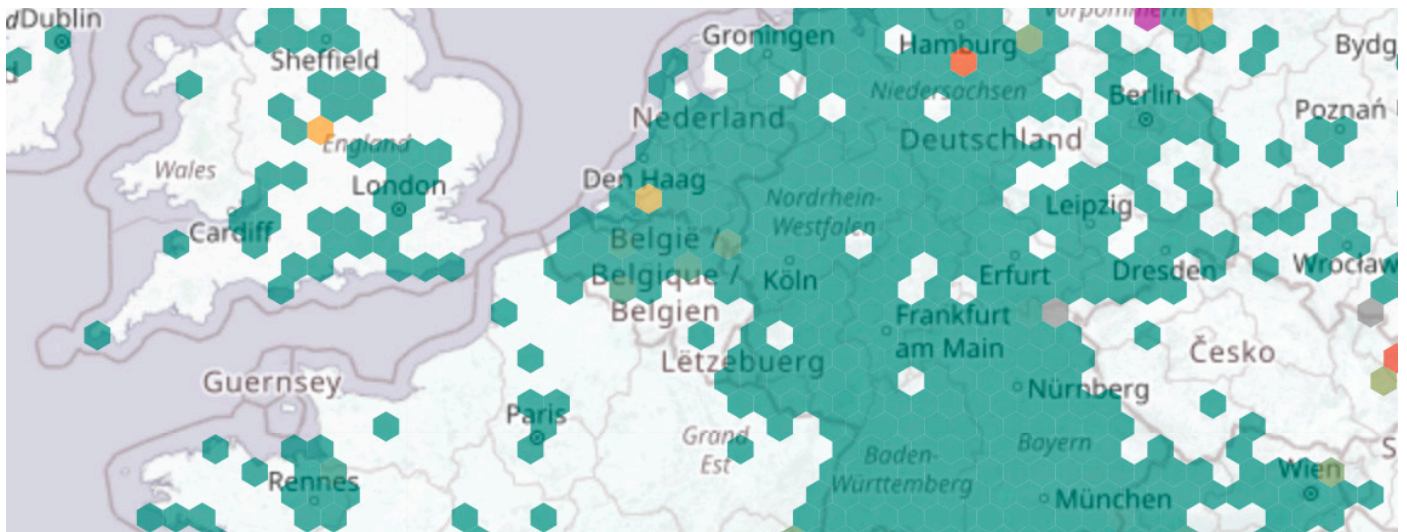 dDublin
Sheffield
England
Wales
London
Cardiff
Guernsey
Rennes
Paris
Grand
Est
Groningen
Nederland
Den Haag
België /
Belgique /
Belgien
Lëtzebuerg
Hamburg
Niedersachsen
Deutschland
Nordrhein-
Westfalen
Köln
Erfurt
Frankfurt
am Main
Nürnberg
Baden-
Württemberg
Bayern
München
Vorpommern
Berlin
Leipzig
Dresden
Česko
Wien
Bydg
Poznań
Wrocław
S